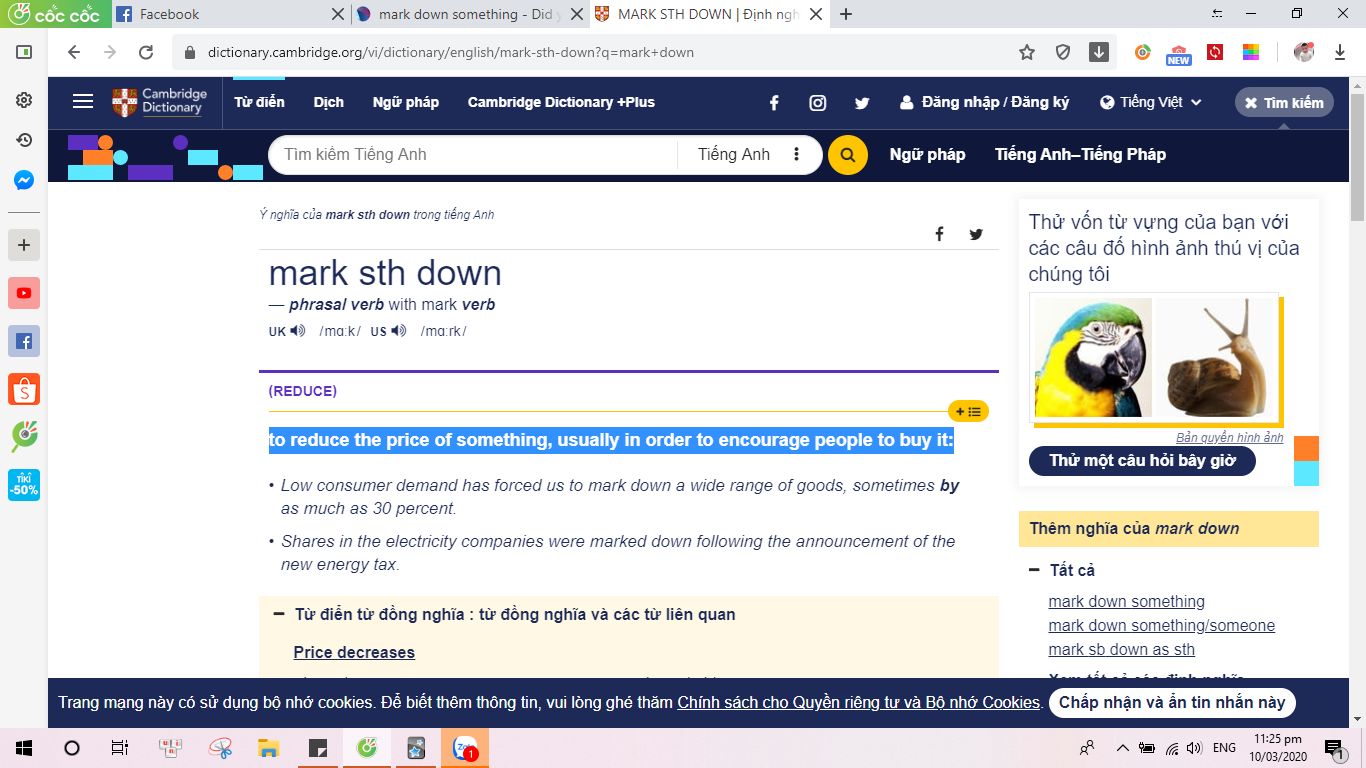 cốc cốc
Facebook
mark down something - Did y
MARK STH DOWN | Định ngh
dictionary.cambridge.org/vi/dictionary/english/mark-sth-down?q=mark+down
NEW
Cambridge
Dictionary
Từ điển
Dịch
Ngữ pháp
Cambridge Dictionary +Plus
Đăng nhập / Đăng ký
Tiếng Việt
Tìm kiếm
Tìm kiếm Tiếng Anh
Tiếng Anh
Ngữ pháp
Tiếng Anh–Tiếng Pháp
Ý nghĩa của mark sth down trong tiếng Anh
mark sth down
— phrasal verb with mark verb
UK /mɑːk/ US /mɑːrk/
(REDUCE)
to reduce the price of something, usually in order to encourage people to buy it:
• Low consumer demand has forced us to mark down a wide range of goods, sometimes by
as much as 30 percent.
• Shares in the electricity companies were marked down following the announcement of the
new energy tax.
Từ điển từ đồng nghĩa : từ đồng nghĩa và các từ liên quan
Price decreases
Thử vốn từ vựng của bạn với
các câu đố hình ảnh thú vị của
chúng tôi
Bản quyền hình ảnh
Thử một câu hỏi bây giờ
Thêm nghĩa của mark down
Tất cả
mark down something
mark down something/someone
mark sb down as sth
Xem tất cả các định nghĩa
TIKI
-50%
Trang mạng này có sử dụng bộ nhớ cookies. Để biết thêm thông tin, vui lòng ghé thăm Chính sách cho Quyền riêng tư và Bộ nhớ Cookies.
Chấp nhận và ẩn tin nhắn này
Zalo
1
ENG
11:25 pm
10/03/2020
1